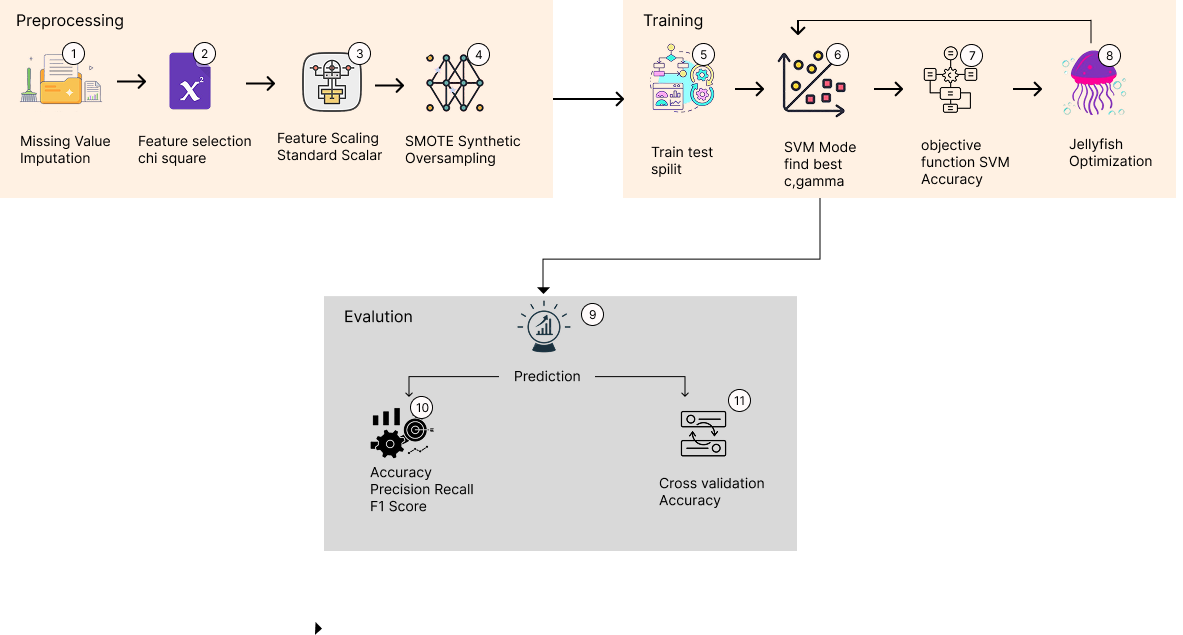 Preprocessing
1
2
3
4
X²
Missing Value
Imputation
Feature selection
chi square
Feature Scaling
Standard Scalar
SMOTE Synthetic
Oversampling
Training
5
6
7
8
Train test
spilit
SVM Mode
find best
c,gamma
objective
function SVM
Accuracy
Jellyfish
Optimization
Evalution
9
Prediction
10
11
Accuracy
Precision Recall
F1 Score
Cross validation
Accuracy